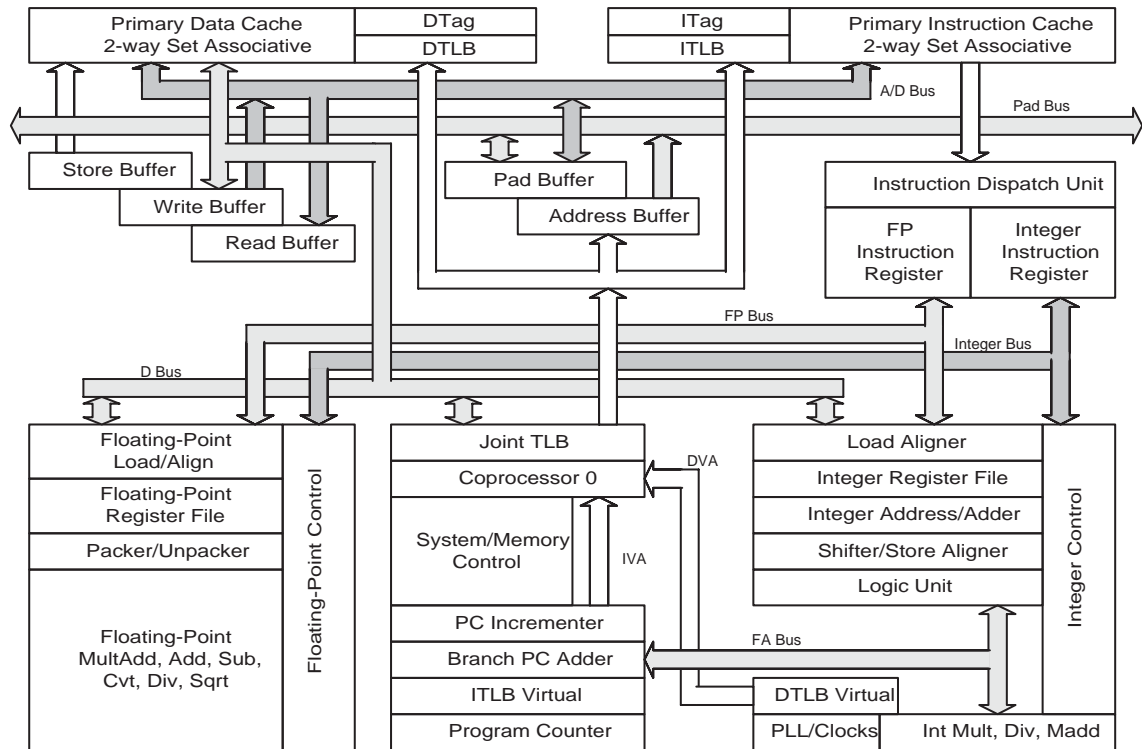 Primary Data Cache
2-way Set Associative
DTag
DTLB
ITag
ITLB
Primary Instruction Cache
2-way Set Associative
A/D Bus
Pad Bus
Store Buffer
Write Buffer
Read Buffer
Pad Buffer
Address Buffer
Instruction Dispatch Unit
FP
Instruction
Register
Integer
Instruction
Register
FP Bus
Integer Bus
D Bus
Floating-Point
Load/Align
Floating-Point
Register File
Packer/Unpacker
Floating-Point
MultAdd, Add, Sub,
Cvt, Div, Sqrt
Floating-Point Control
Joint TLB
Coprocessor 0
System/Memory
Control
DVA
IVA
PC Incrementer
Branch PC Adder
ITLB Virtual
Program Counter
Load Aligner
Integer Register File
Integer Address/Adder
Shifter/Store Aligner
Logic Unit
Integer Control
FA Bus
DTLB Virtual
PLL/Clocks
Int Mult, Div, Madd